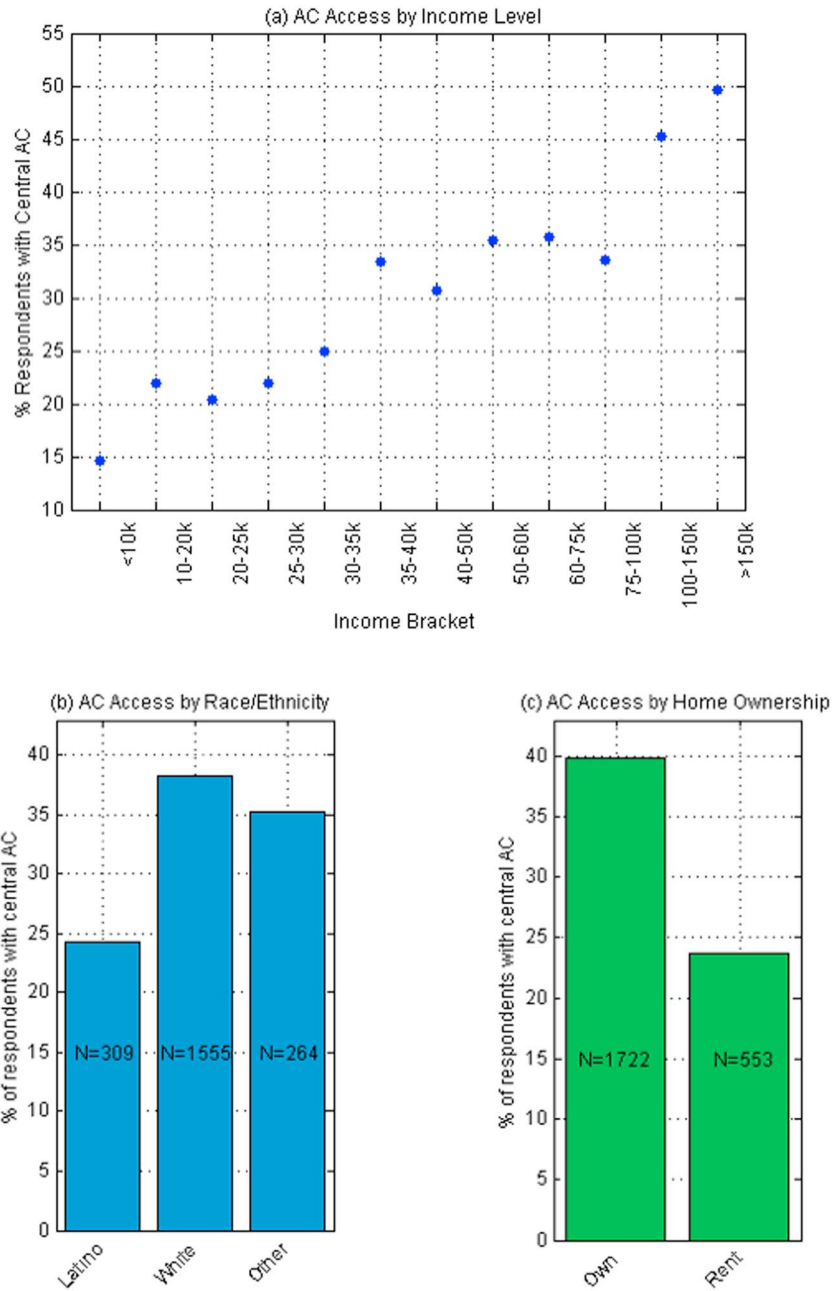 (a) AC Access by Income Level
% Respondents with Central AC
55
50
45
40
35
30
25
20
15
10
<10k
10-20k
20-25k
25-30k
30-35k
35-40k
40-50k
50-60k
60-75k
75-100k
100-150k
>150k
Income Bracket
(b) AC Access by Race/Ethnicity
% of respondents with central AC
40
35
30
25
20
15
10
5
0
N=309
N=1555
N=264
Latino
White
Other
(c) AC Access by Home Ownership
% of respondents with central AC
40
35
30
25
20
15
10
5
0
N=1722
N=553
Own
Rent